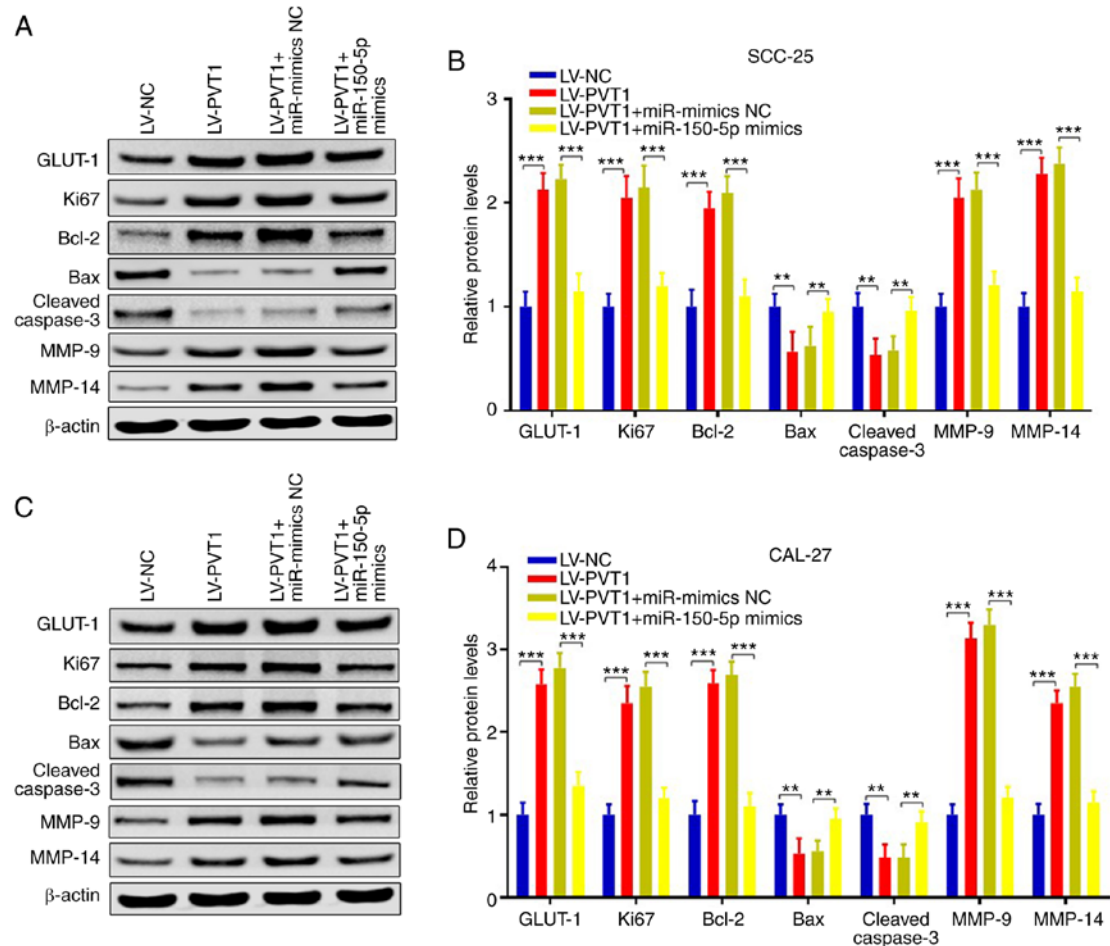 A
LV-NC
LV-PVT1
LV-PVT1+
miR-mimics NC
LV-PVT1+
miR-150-5p
mimics
GLUT-1
Ki67
Bcl-2
Bax
Cleaved
caspase-3
MMP-9
MMP-14
β-actin
B
SCC-25
LV-NC
LV-PVT1
LV-PVT1+miR-mimics NC
LV-PVT1+miR-150-5p mimics
Relative protein levels
3
2
1
0
*** ***
*** ***
*** ***
** **
** **
*** ***
*** ***
GLUT-1
Ki67
Bcl-2
Bax
Cleaved
caspase-3
MMP-9
MMP-14
C
LV-NC
LV-PVT1
LV-PVT1+
miR-mimics NC
LV-PVT1+
miR-150-5p
mimics
GLUT-1
Ki67
Bcl-2
Bax
Cleaved
caspase-3
MMP-9
MMP-14
β-actin
D
CAL-27
LV-NC
LV-PVT1
LV-PVT1+miR-mimics NC
LV-PVT1+miR-150-5p mimics
Relative protein levels
4
3
2
1
0
*** ***
*** ***
*** ***
** **
** **
*** ***
*** ***
GLUT-1
Ki67
Bcl-2
Bax
Cleaved
caspase-3
MMP-9
MMP-14